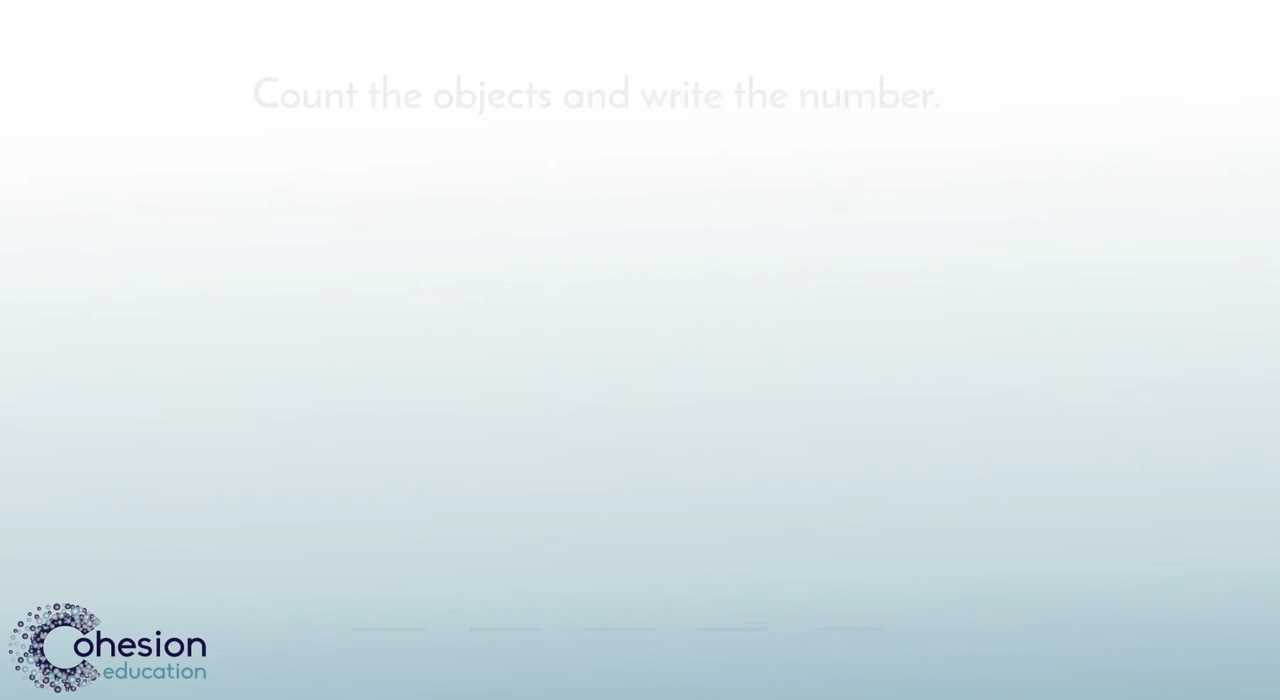 Count the objects and write the number.
Cohesion
education